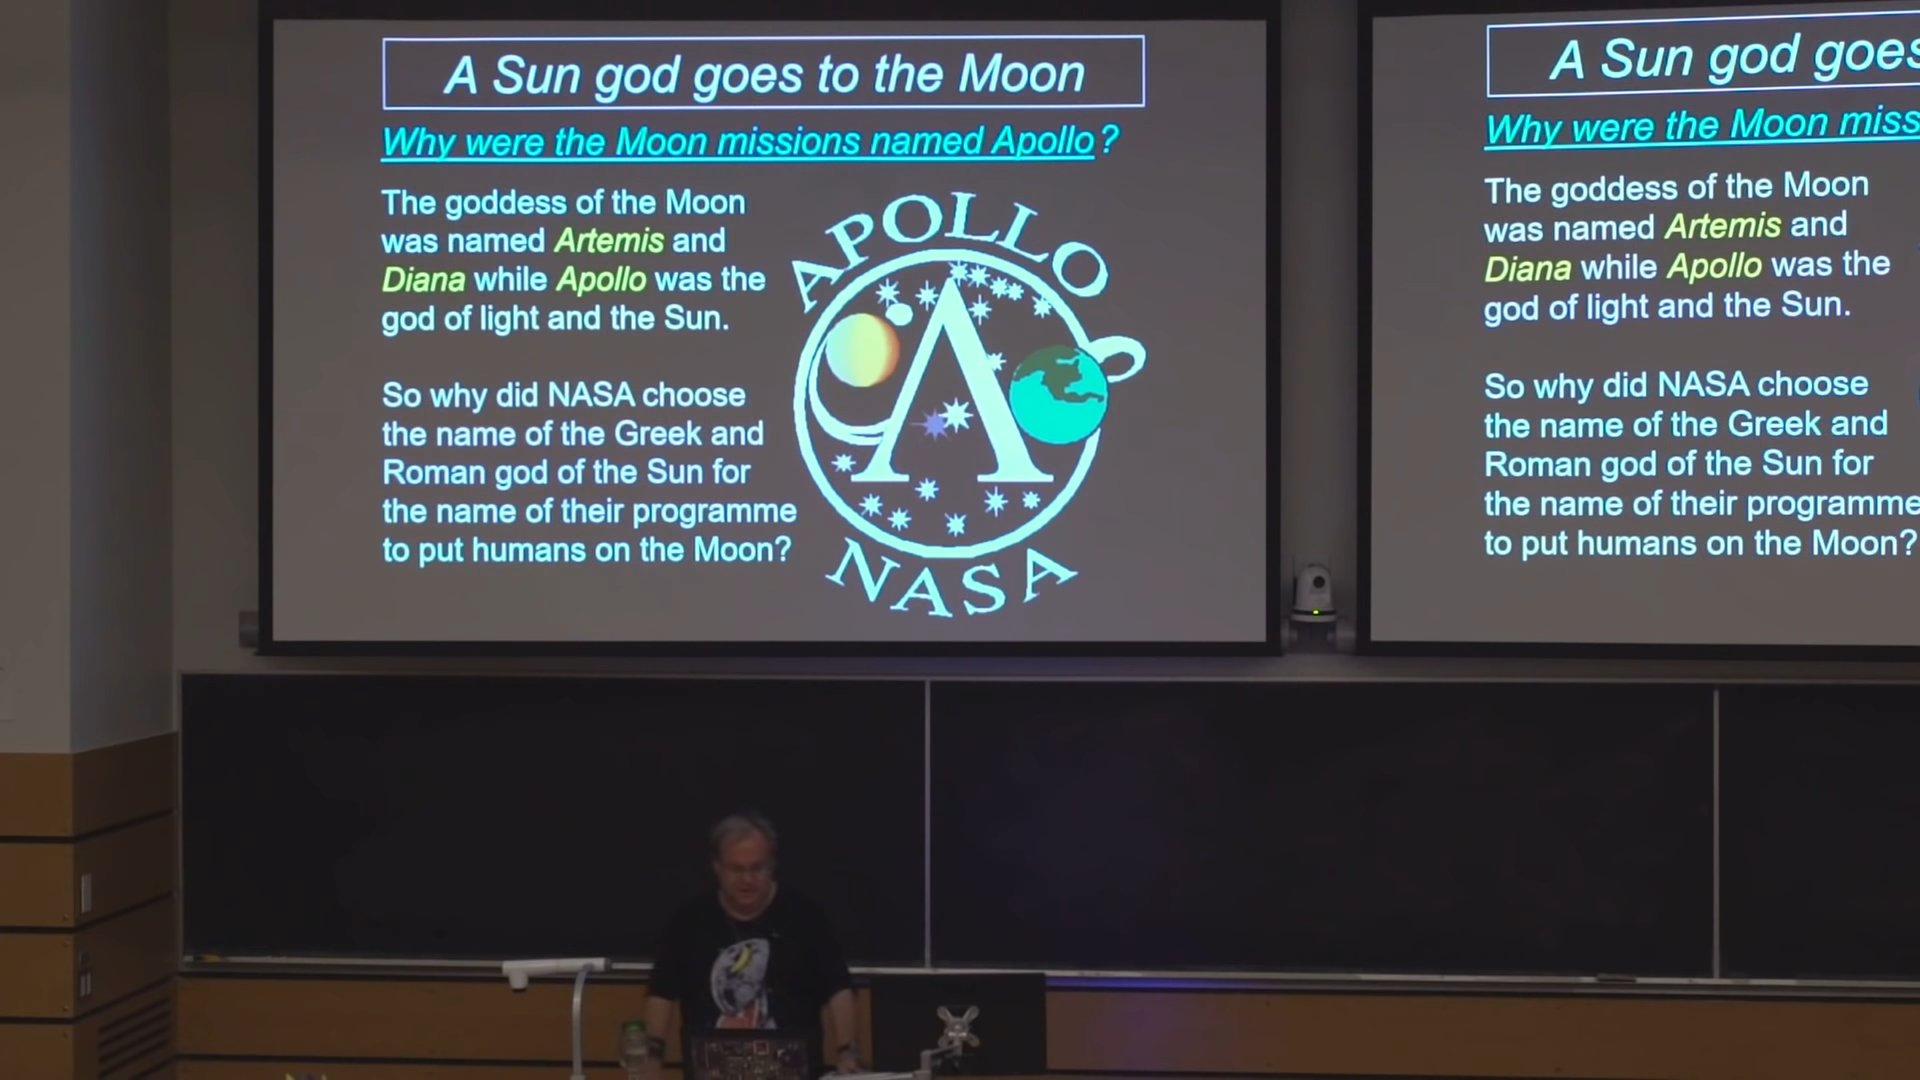 A Sun god goes to the Moon
Why were the Moon missions named Apollo?
The goddess of the Moon
was named Artemis and
Diana while Apollo was the
god of light and the Sun.
So why did NASA choose
the name of the Greek and
Roman god of the Sun for
the name of their programme
to put humans on the Moon?
APOLLO
A
NASA
A Sun god goes
Why were the Moon miss
The goddess of the Moon
was named Artemis and
Diana while Apollo was the
god of light and the Sun.
So why did NASA choose
the name of the Greek and
Roman god of the Sun for
the name of their programme
to put humans on the Moon?